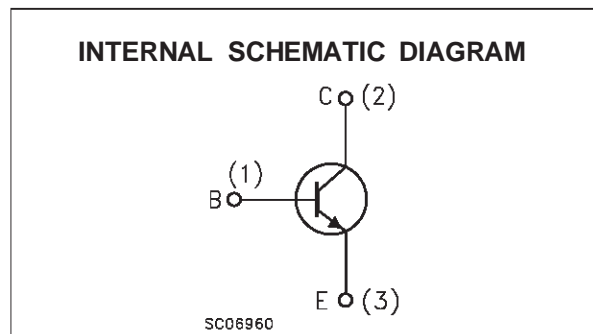 INTERNAL SCHEMATIC DIAGRAM
C (2)
(1)
B
E (3)
SC06960